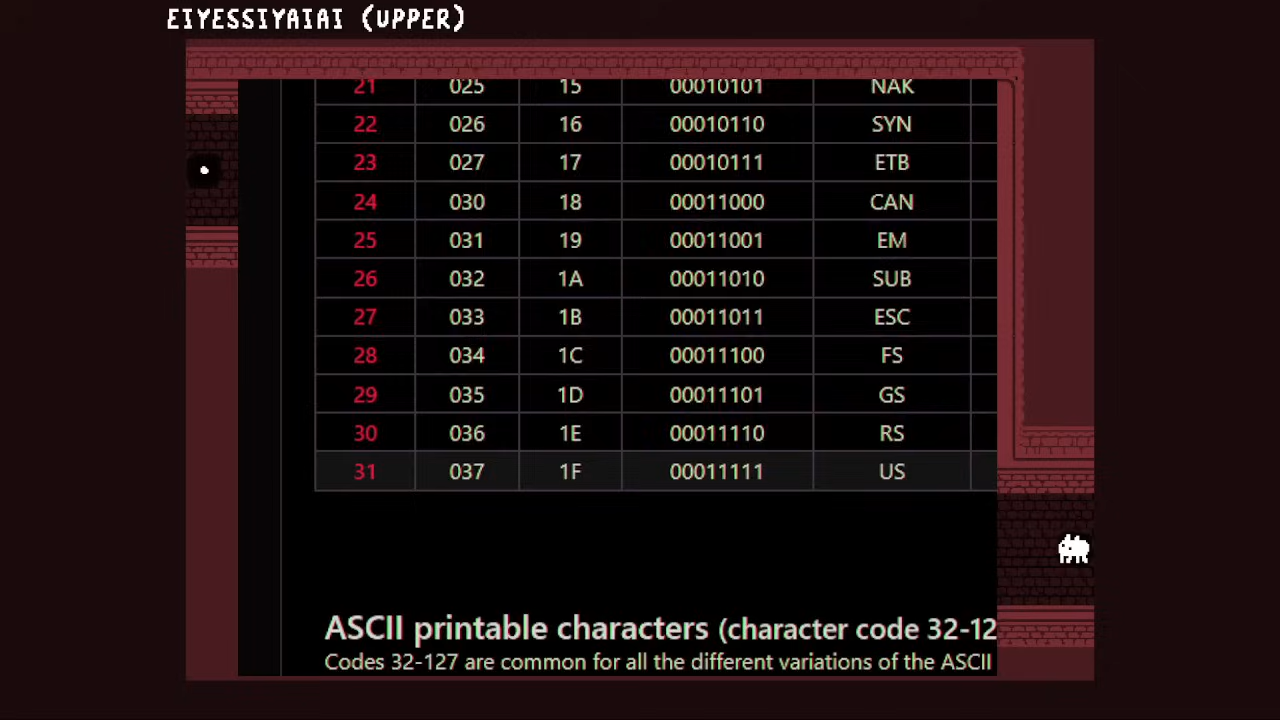 EIYESSIYAIAI (UPPER)
21 025 15 00010101 NAK
22 026 16 00010110 SYN
23 027 17 00010111 ETB
24 030 18 00011000 CAN
25 031 19 00011001 EM
26 032 1A 00011010 SUB
27 033 1B 00011011 ESC
28 034 1C 00011100 FS
29 035 1D 00011101 GS
30 036 1E 00011110 RS
31 037 1F 00011111 US
ASCII printable characters (character code 32-12
Codes 32-127 are common for all the different variations of the ASCII